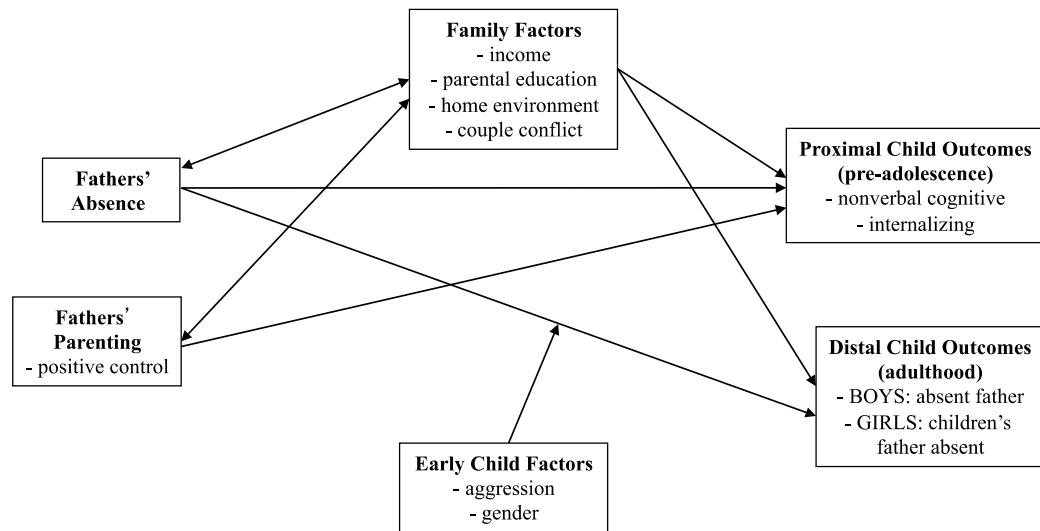 Family Factors
- income
- parental education
- home environment
- couple conflict
Fathers'
Absence
Proximal Child Outcomes
(pre-adolescence)
- nonverbal cognitive
- internalizing
Fathers'
Parenting
- positive control
Distal Child Outcomes
(adulthood)
- BOYS: absent father
- GIRLS: children's
father absent
Early Child Factors
- aggression
- gender